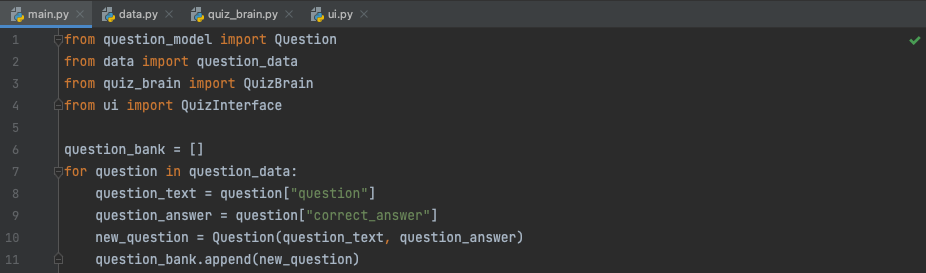 main.py data.py quiz_brain.py ui.py
1 from question_model import Question
2 from data import question_data
3 from quiz_brain import QuizBrain
4 from ui import QuizInterface
5
6 question_bank = []
7 for question in question_data:
8     question_text = question["question"]
9     question_answer = question["correct_answer"]
10     new_question = Question(question_text, question_answer)
11     question_bank.append(new_question)